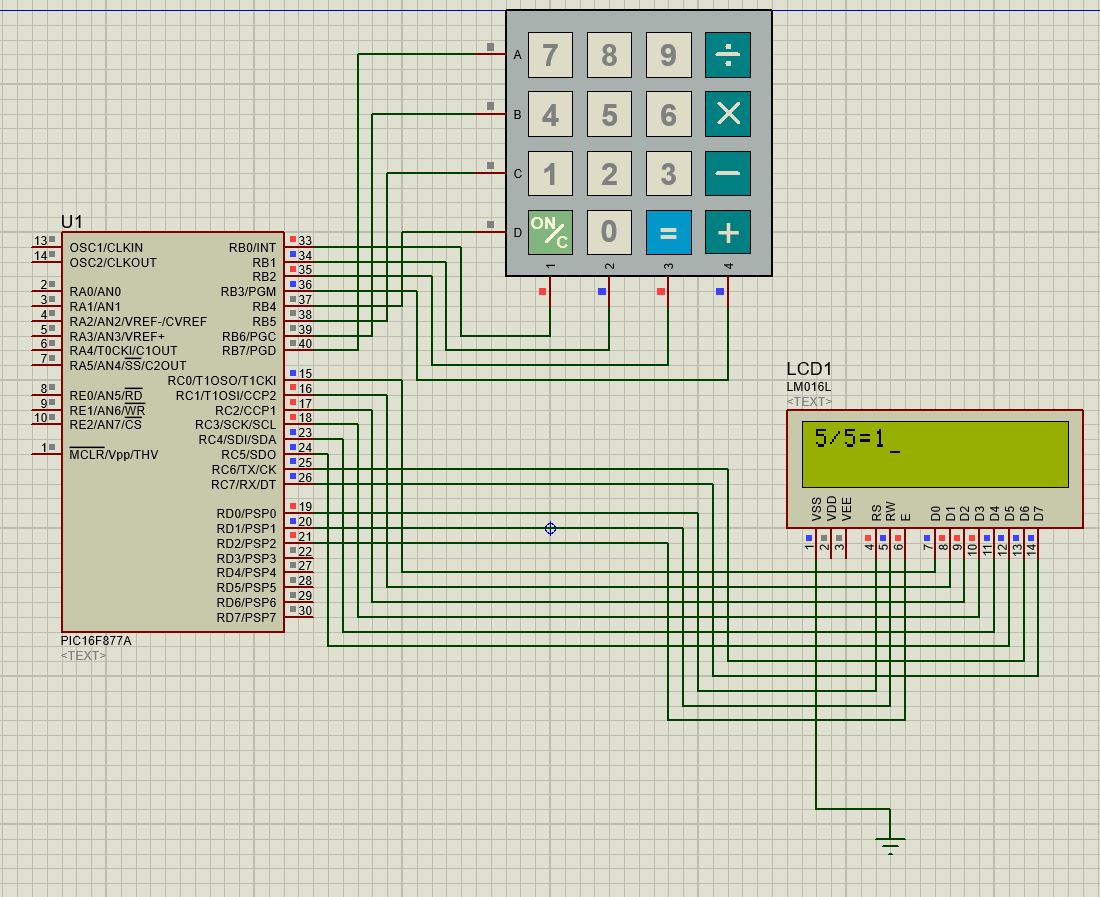 A 7 8 9 ÷
B 4 5 6 ×
C 1 2 3 −
D ON/C 0 = +
1 2 3 4
U1
13 OSC1/CLKIN RB0/INT 33
14 OSC2/CLKOUT RB1 34
RB2 35
2 RA0/AN0 RB3/PGM 36
3 RA1/AN1 RB4 37
4 RA2/AN2/VREF-/CVREF RB5 38
5 RA3/AN3/VREF+ RB6/PGC 39
6 RA4/T0CKI/C1OUT RB7/PGD 40
7 RA5/AN4/SS/C2OUT
RC0/T1OSO/T1CKI 15
8 RE0/AN5/RD RC1/T1OSI/CCP2 16
9 RE1/AN6/WR RC2/CCP1 17
10 RE2/AN7/CS RC3/SCK/SCL 18
RC4/SDI/SDA 23
1 MCLR/Vpp/THV RC5/SDO 24
RC6/TX/CK 25
RC7/RX/DT 26
RD0/PSP0 19
RD1/PSP1 20
RD2/PSP2 21
RD3/PSP3 22
RD4/PSP4 27
RD5/PSP5 28
RD6/PSP6 29
RD7/PSP7 30
PIC16F877A
<TEXT>
LCD1
LM016L
<TEXT>
5/5=1_
VSS VDD VEE RS RW E D0 D1 D2 D3 D4 D5 D6 D7
1 2 3 4 5 6 7 8 9 10 11 12 13 14